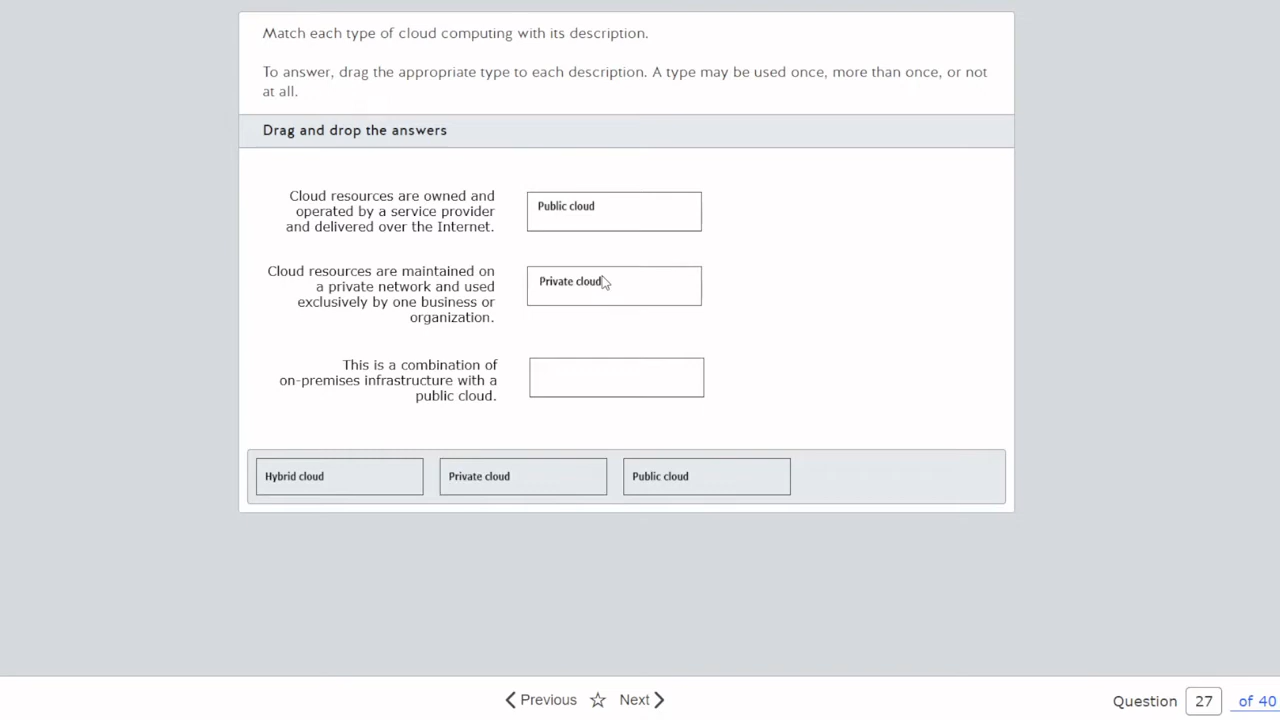 Match each type of cloud computing with its description.
To answer, drag the appropriate type to each description. A type may be used once, more than once, or not
at all.
Drag and drop the answers
Cloud resources are owned and
operated by a service provider
and delivered over the Internet.
Public cloud
Cloud resources are maintained on
a private network and used
exclusively by one business or
organization.
Private cloud
This is a combination of
on-premises infrastructure with a
public cloud.
Hybrid cloud
Private cloud
Public cloud
Previous
Next
Question 27 of 40